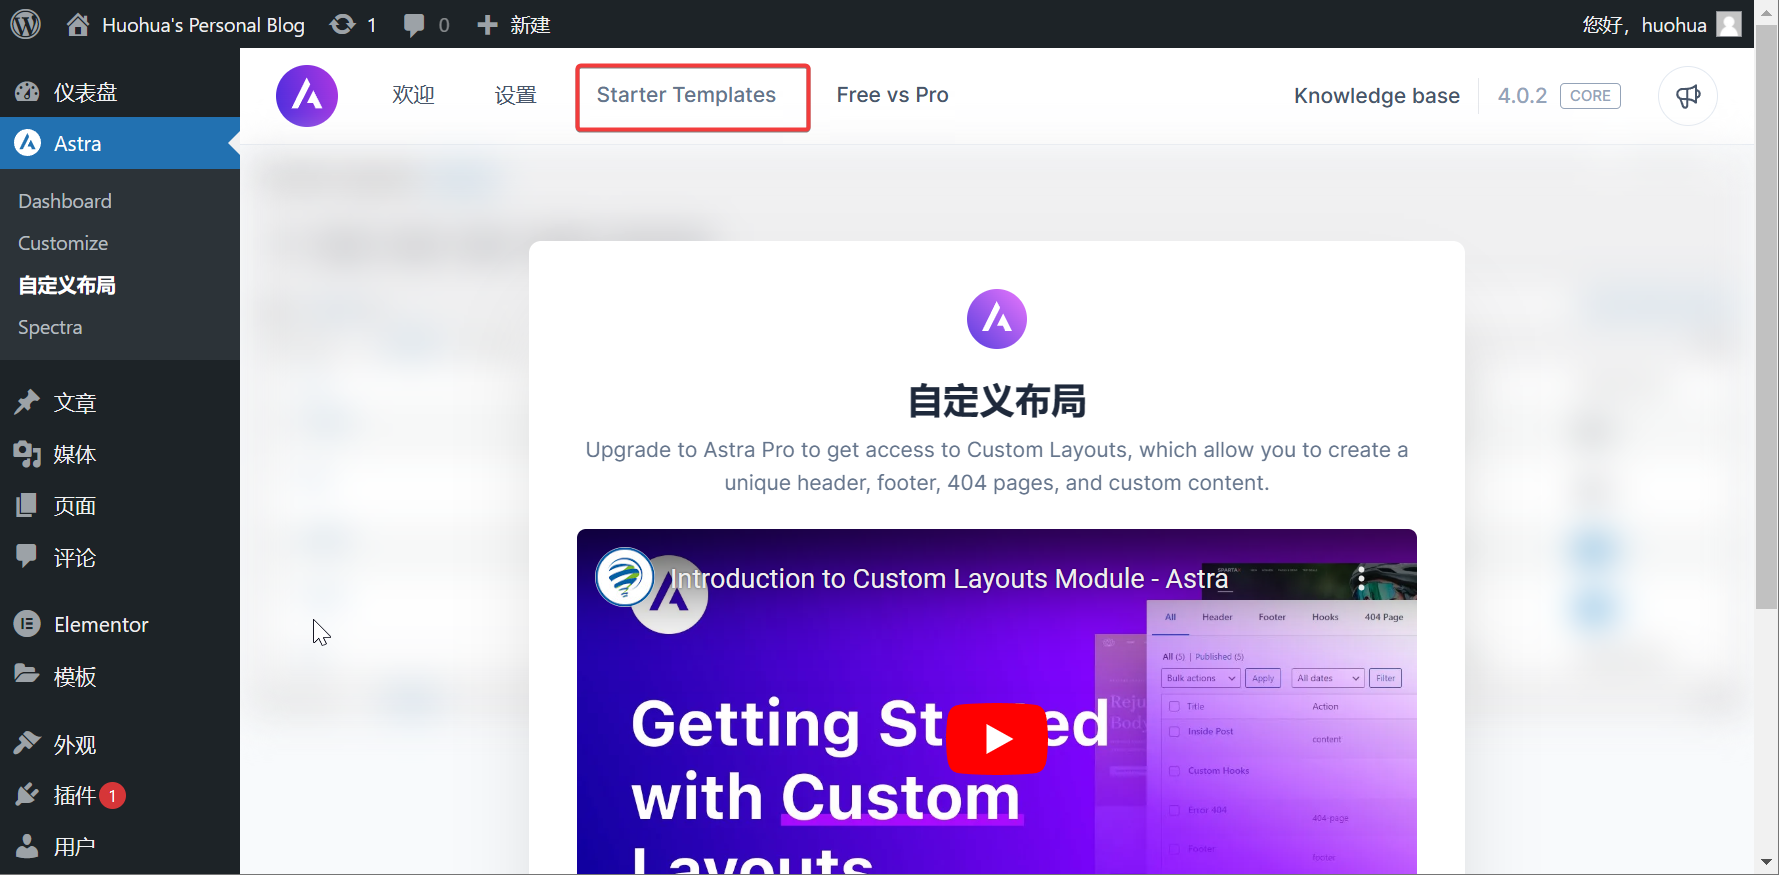 Huohua's Personal Blog 1 0 新建 您好，huohua
仪表盘
Astra
Dashboard
Customize
自定义布局
Spectra
文章
媒体
页面
评论
Elementor
模板
外观
插件 1
用户
欢迎 设置 Starter Templates Free vs Pro Knowledge base 4.0.2 CORE
自定义布局
Upgrade to Astra Pro to get access to Custom Layouts, which allow you to create a
unique header, footer, 404 pages, and custom content.
Introduction to Custom Layouts Module - Astra
All Header Footer Hooks 404 Page
All (5) | Published (5)
Bulk actions Apply All dates Filter
Title Action
Inside Post
content
Custom Hooks
Error 404
404-page
Footer
footer
Getting
with Custom
Layouts